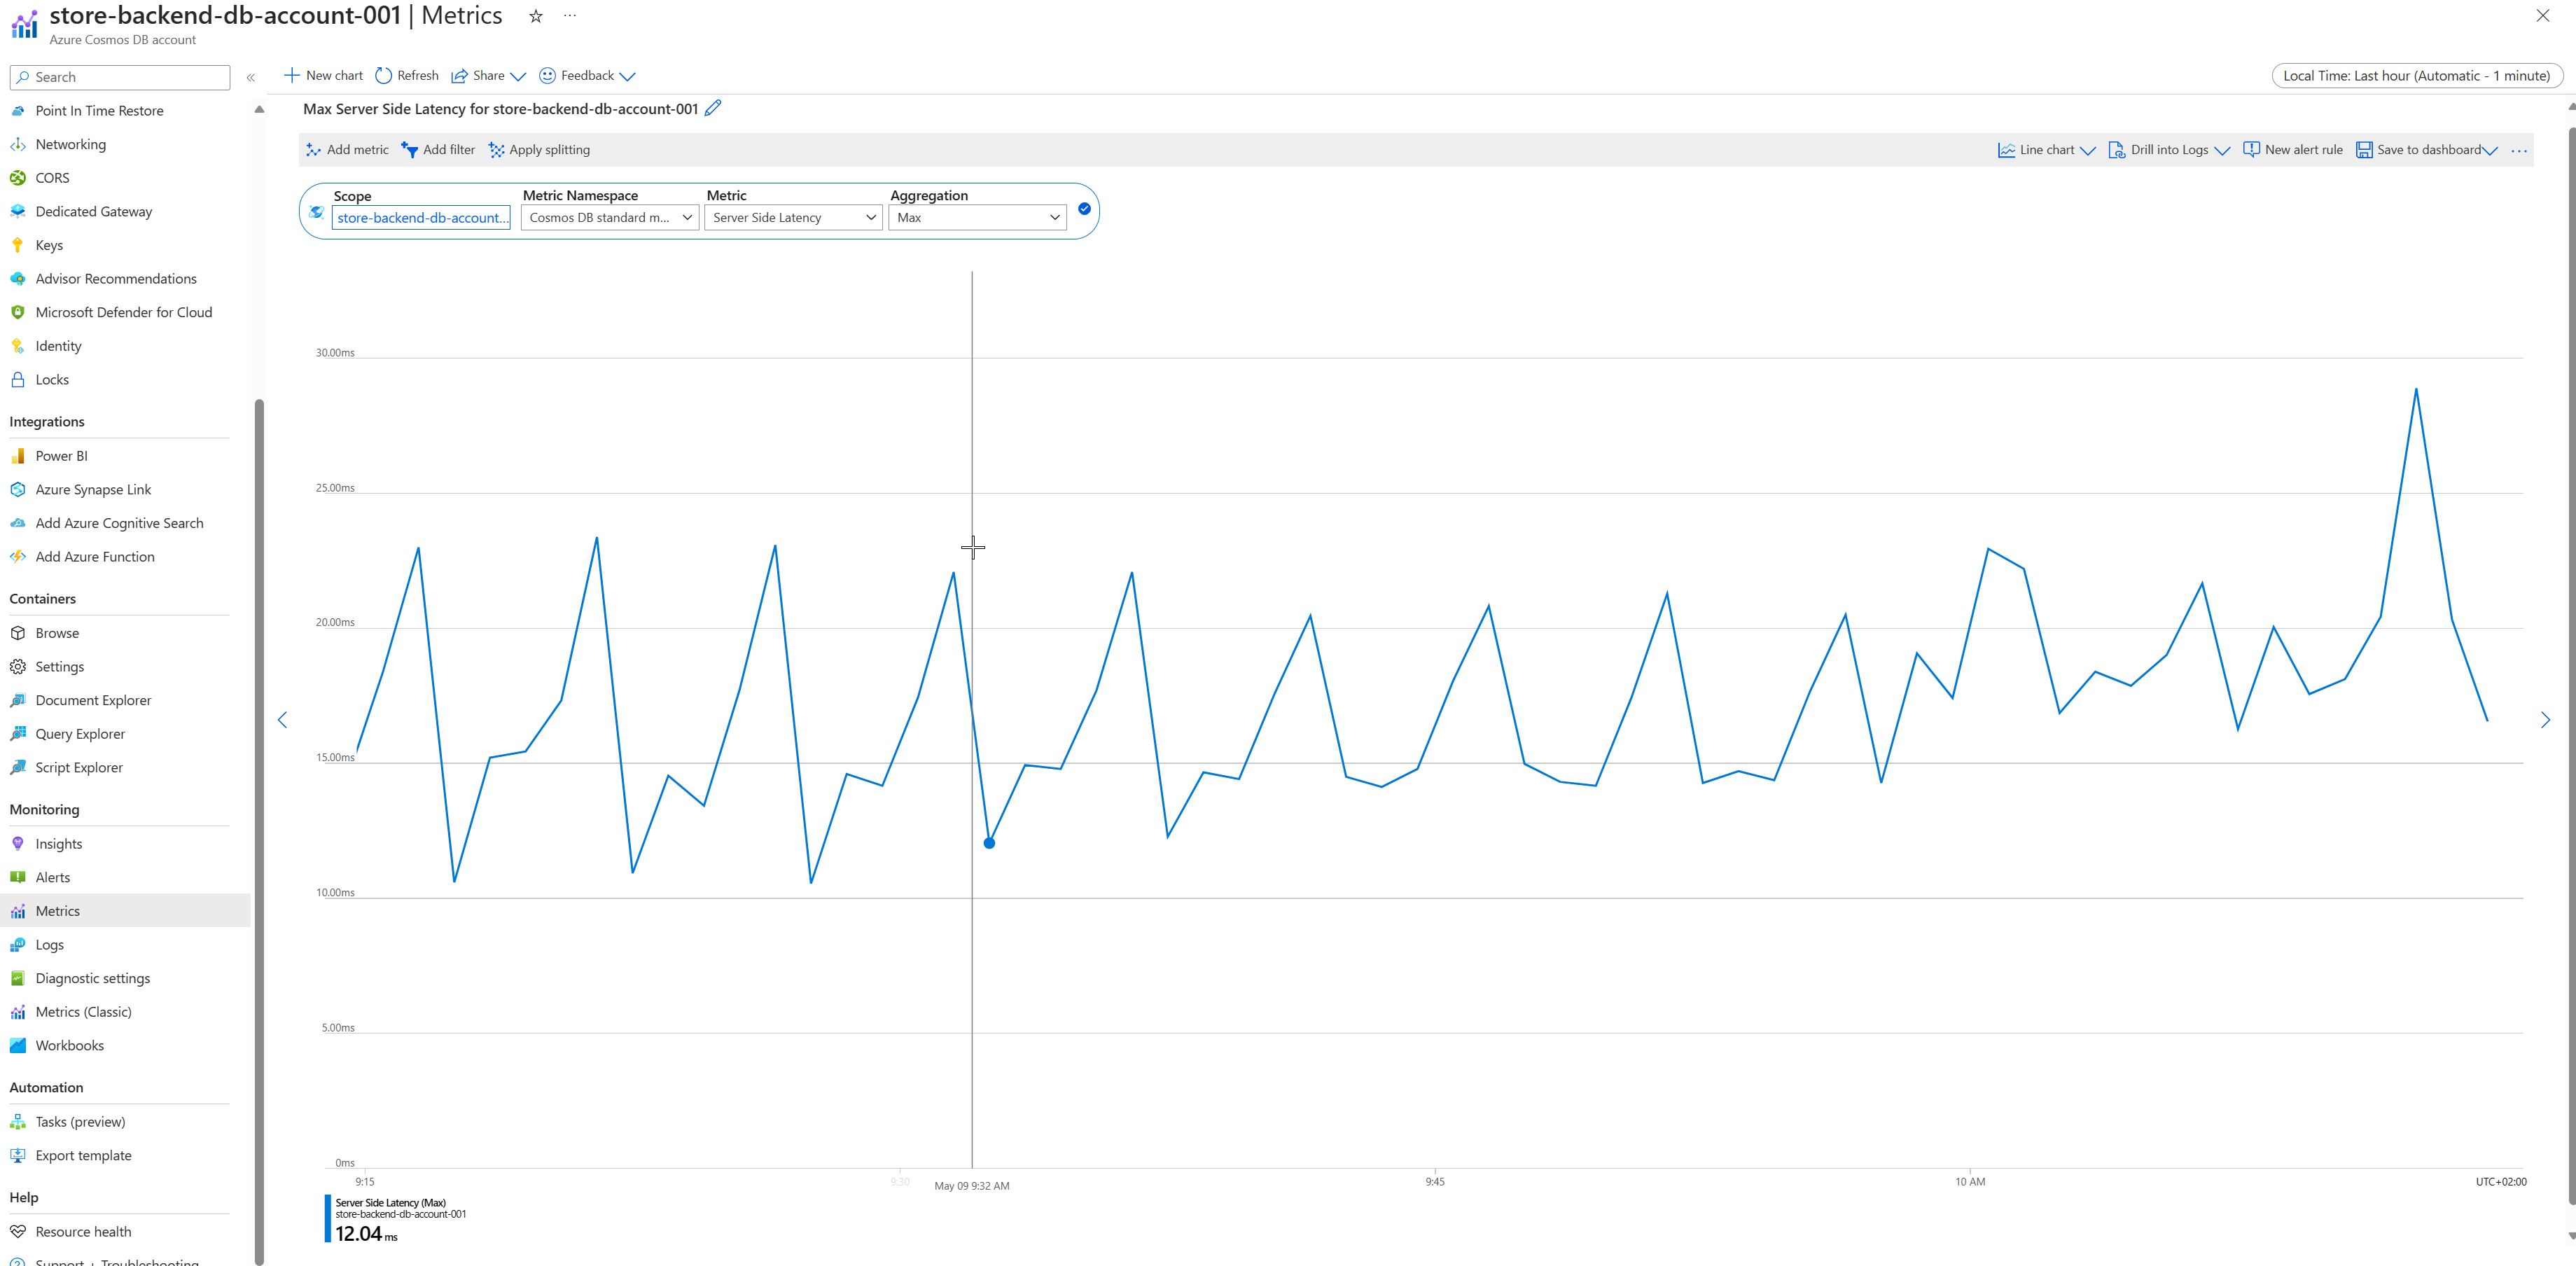 store-backend-db-account-001 | Metrics
Azure Cosmos DB account
Search
Point In Time Restore
Networking
CORS
Dedicated Gateway
Keys
Advisor Recommendations
Microsoft Defender for Cloud
Identity
Locks
Integrations
Power BI
Azure Synapse Link
Add Azure Cognitive Search
Add Azure Function
Containers
Browse
Settings
Document Explorer
Query Explorer
Script Explorer
Monitoring
Insights
Alerts
Metrics
Logs
Diagnostic settings
Metrics (Classic)
Workbooks
Automation
Tasks (preview)
Export template
Help
Resource health
Support + Troubleshooting
New chart Refresh Share Feedback Local Time: Last hour (Automatic - 1 minute)
Max Server Side Latency for store-backend-db-account-001
Add metric Add filter Apply splitting Line chart Drill into Logs New alert rule Save to dashboard
Scope Metric Namespace Metric Aggregation
store-backend-db-account... Cosmos DB standard m... Server Side Latency Max
30.00ms
25.00ms
20.00ms
15.00ms
10.00ms
5.00ms
0ms
9:15 9:30 May 09 9:32 AM 9:45 10 AM UTC+02:00
Server Side Latency (Max)
store-backend-db-account-001
12.04 ms